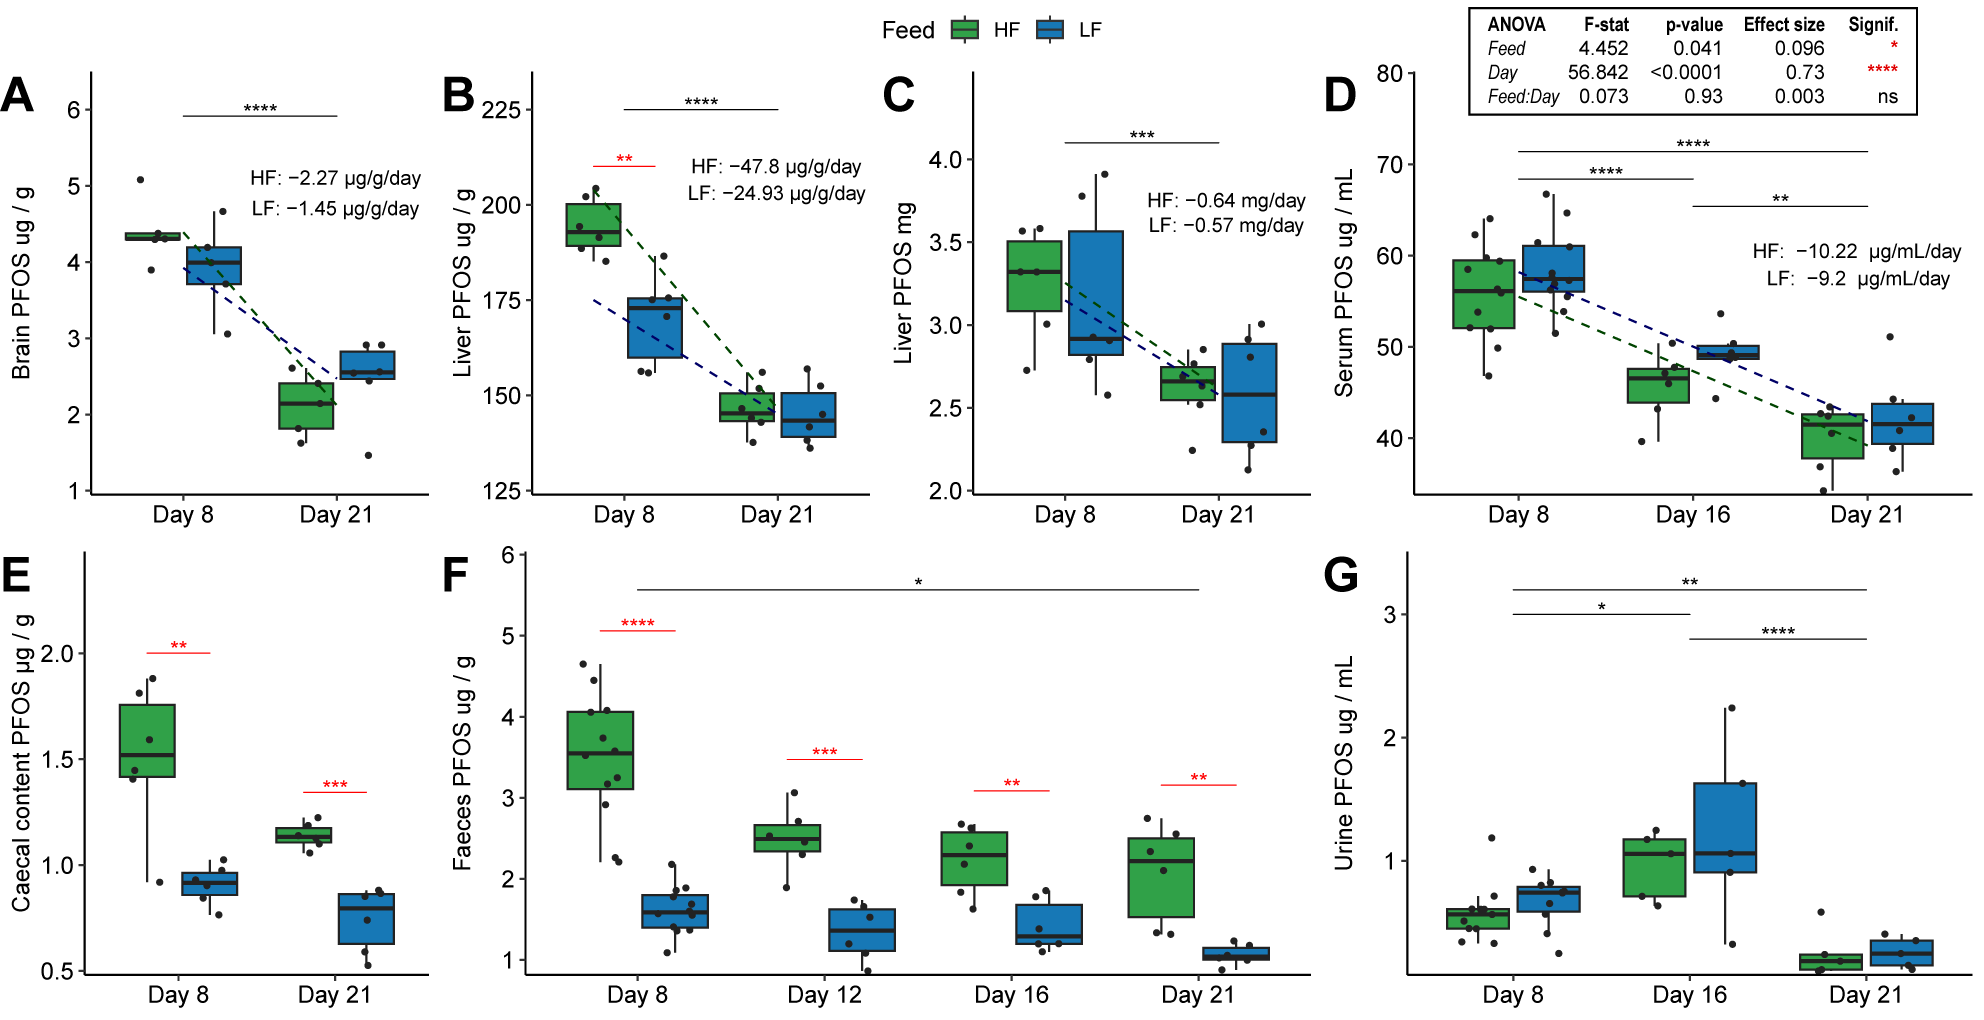 Feed HF LF
ANOVA F-stat p-value Effect size Signif.
Feed 4.452 0.041 0.096 *
Day 56.842 <0.0001 0.73 ****
Feed:Day 0.073 0.93 0.003 ns
A
Brain PFOS ug / g
6
5
4
3
2
1
****
HF: −2.27 µg/g/day
LF: −1.45 µg/g/day
Day 8 Day 21
B
Liver PFOS ug / g
225
200
175
150
125
****
**
HF: −47.8 µg/g/day
LF: −24.93 µg/g/day
Day 8 Day 21
C
Liver PFOS mg
4.0
3.5
3.0
2.5
2.0
***
HF: −0.64 mg/day
LF: −0.57 mg/day
Day 8 Day 21
D
Serum PFOS ug / mL
80
70
60
50
40
****
****
**
HF: −10.22 µg/mL/day
LF: −9.2 µg/mL/day
Day 8 Day 16 Day 21
E
Caecal content PFOS µg / g
2.0
1.5
1.0
0.5
**
***
Day 8 Day 21
F
Faeces PFOS ug / g
6
5
4
3
2
1
*
****
***
**
**
Day 8 Day 12 Day 16 Day 21
G
Urine PFOS ug / mL
3
2
1
**
*
****
Day 8 Day 16 Day 21